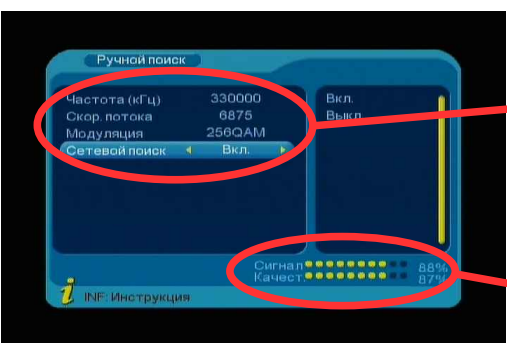 Ручной поиск
Частота (кГц) 330000
Скор. потока 6875
Модуляция 256QAM
Сетевой поиск Вкл.
Вкл.
Выкл.
Сигнал 88%
Качест. 87%
i INF: Инструкция